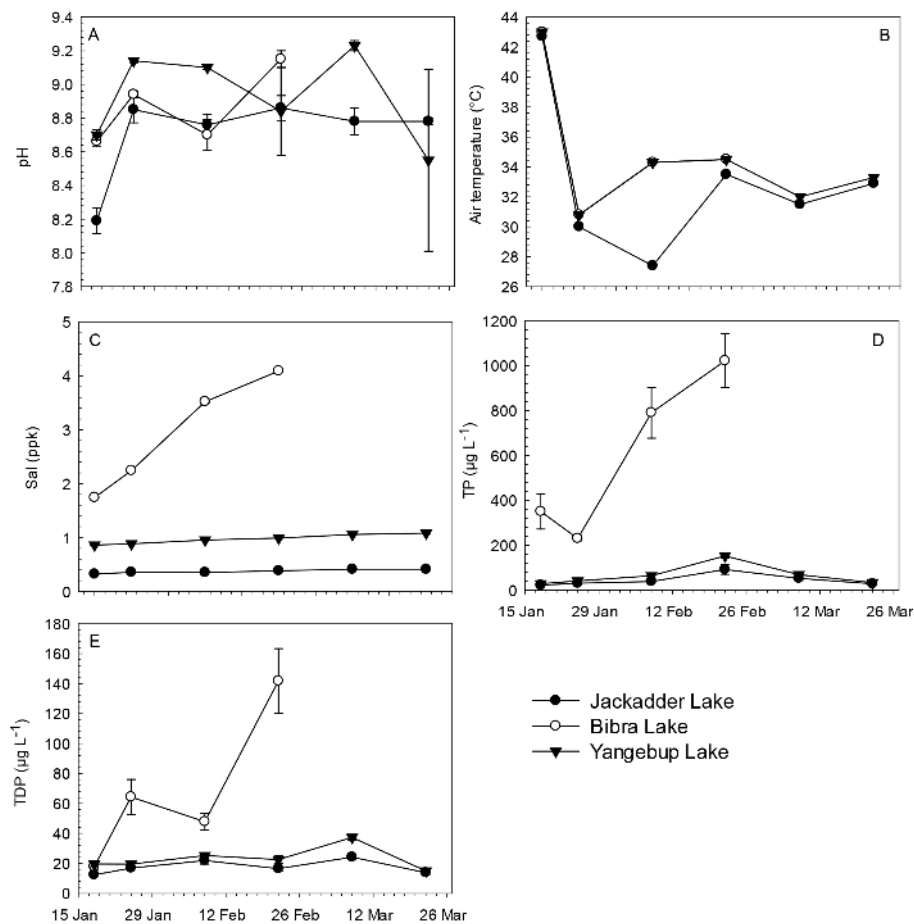 A
pH
9.4
9.2
9.0
8.8
8.6
8.4
8.2
8.0
7.8
B
Air temperature (°C)
44
42
40
38
36
34
32
30
28
26
C
Sal (ppk)
5
4
3
2
1
0
D
TP (µg L⁻¹)
1200
1000
800
600
400
200
0
15 Jan 29 Jan 12 Feb 26 Feb 12 Mar 26 Mar
E
TDP (µg L⁻¹)
180
160
140
120
100
80
60
40
20
0
15 Jan 29 Jan 12 Feb 26 Feb 12 Mar 26 Mar
Jackadder Lake
Bibra Lake
Yangebup Lake